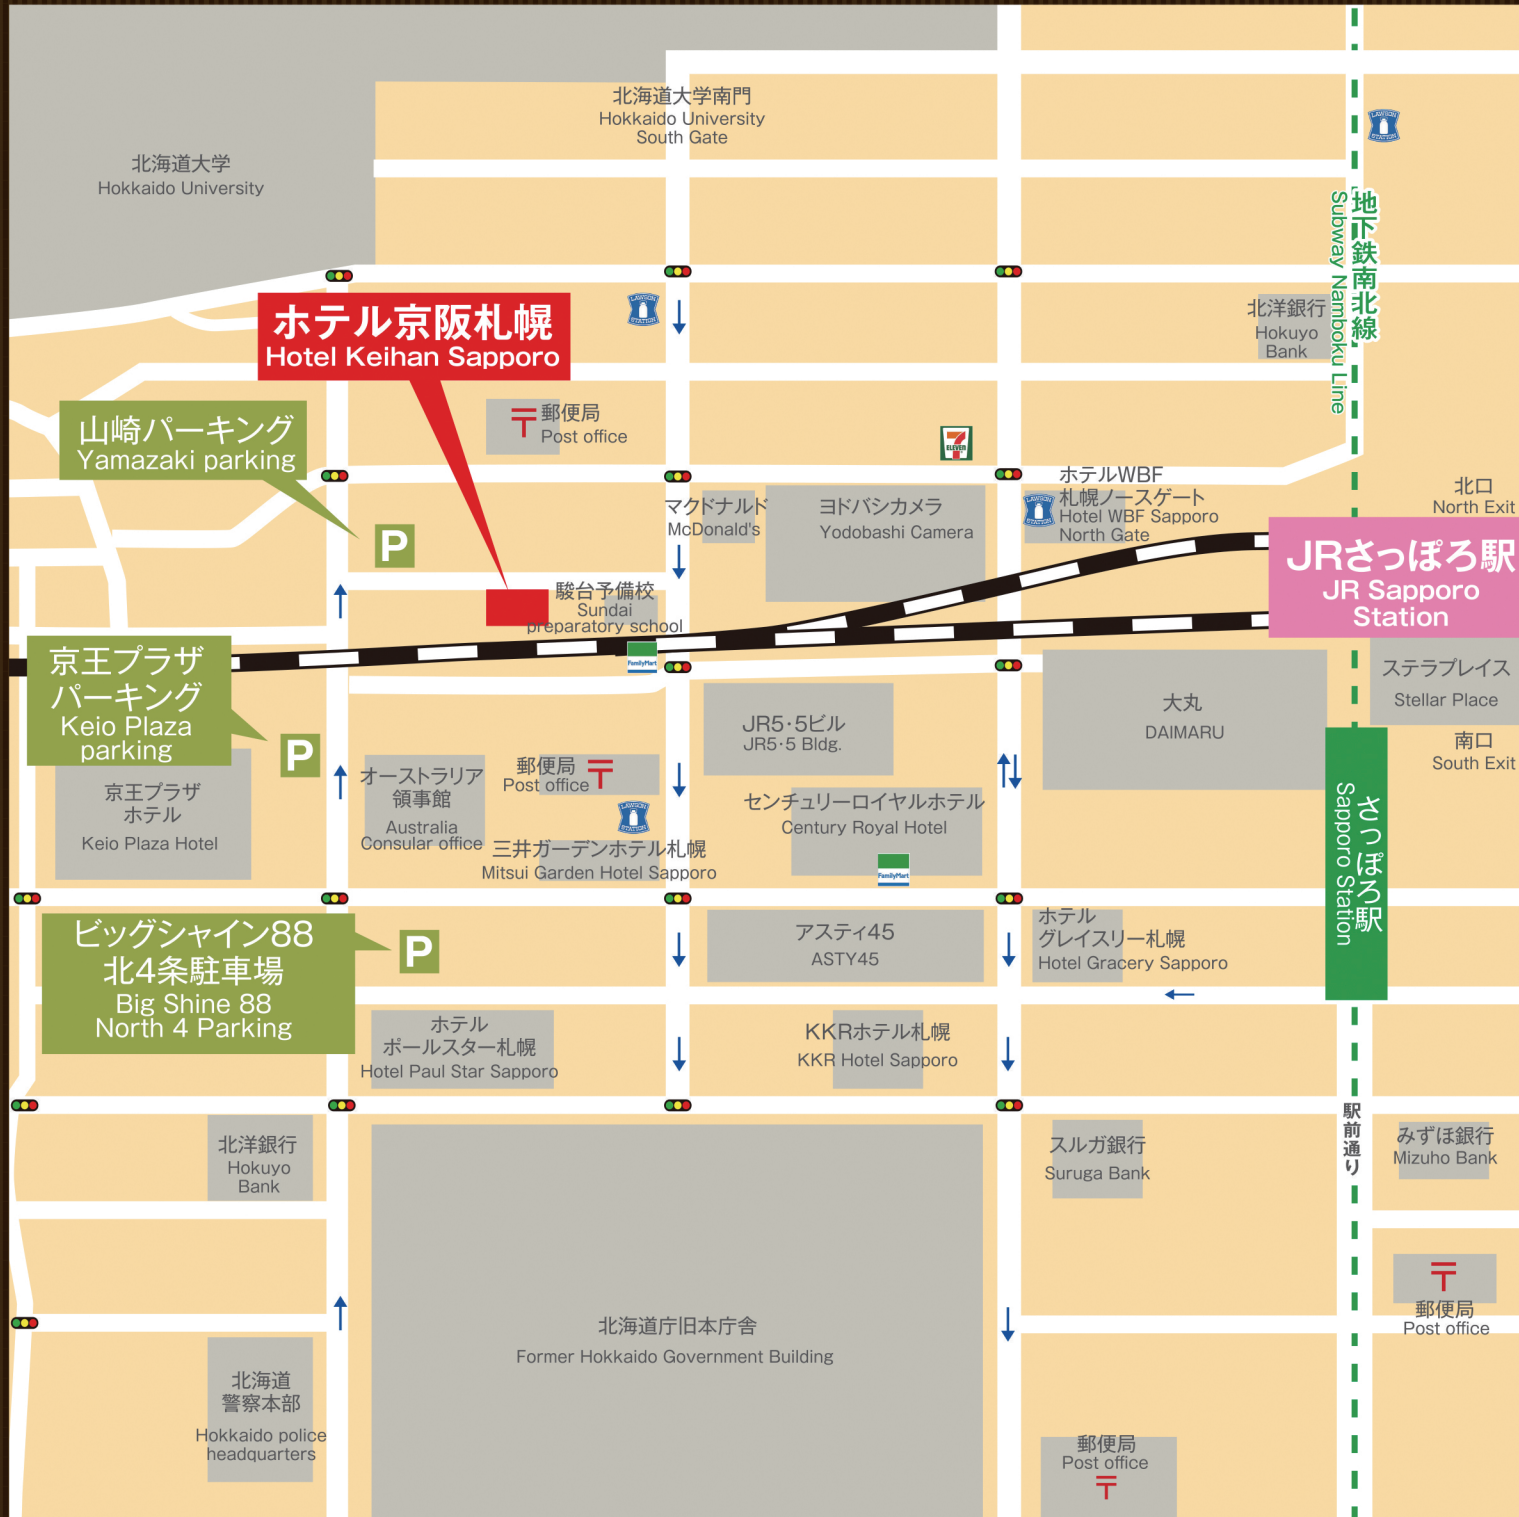 北海道大学南門
Hokkaido University
South Gate
北海道大学
Hokkaido University
LAWSON
STATION
地下鉄南北線
Subway Namboku Line
ホテル京阪札幌
Hotel Keihan Sapporo
LAWSON
STATION
北洋銀行
Hokuyo
Bank
山崎パーキング
Yamazaki parking
郵便局
Post office
7
ELEVEN
P
マクドナルド
McDonald's
ヨドバシカメラ
Yodobashi Camera
LAWSON
STATION
ホテルWBF
札幌ノースゲート
Hotel WBF Sapporo
North Gate
北口
North Exit
JRさっぽろ駅
JR Sapporo
Station
駿台予備校
Sundai
preparatory school
FamilyMart
京王プラザ
パーキング
Keio Plaza
parking
P
京王プラザ
ホテル
Keio Plaza Hotel
オーストラリア
領事館
Australia
Consular office
郵便局
Post office
LAWSON
STATION
三井ガーデンホテル札幌
Mitsui Garden Hotel Sapporo
JR5・5ビル
JR5・5 Bldg.
センチュリーロイヤルホテル
Century Royal Hotel
FamilyMart
大丸
DAIMARU
ステラプレイス
Stellar Place
南口
South Exit
さっぽろ駅
Sapporo Station
ビッグシャイン88
北4条駐車場
Big Shine 88
North 4 Parking
P
アスティ45
ASTY45
ホテル
グレイスリー札幌
Hotel Gracery Sapporo
ホテル
ポールスター札幌
Hotel Paul Star Sapporo
KKRホテル札幌
KKR Hotel Sapporo
北洋銀行
Hokuyo
Bank
スルガ銀行
Suruga Bank
駅前通り
みずほ銀行
Mizuho Bank
郵便局
Post office
北海道庁旧本庁舎
Former Hokkaido Government Building
北海道
警察本部
Hokkaido police
headquarters
郵便局
Post office